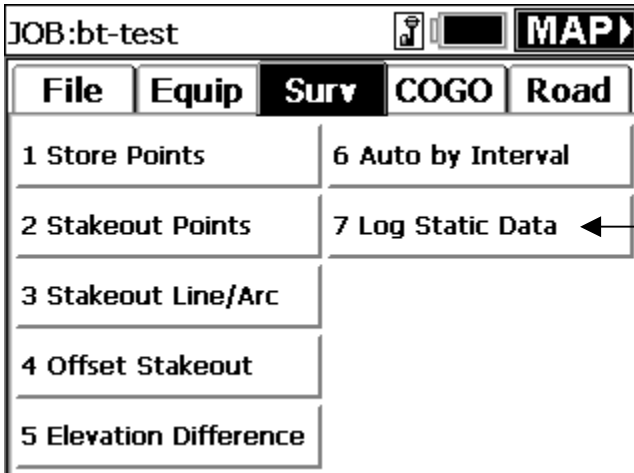 JOB:bt-test MAP
File Equip Surv COGO Road
1 Store Points
2 Stakeout Points
3 Stakeout Line/Arc
4 Offset Stakeout
5 Elevation Difference
6 Auto by Interval
7 Log Static Data